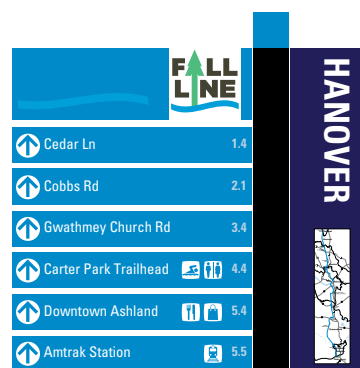 FALL
LINE
HANOVER
Cedar Ln 1.4
Cobbs Rd 2.1
Gwathmey Church Rd 3.4
Carter Park Trailhead 4.4
Downtown Ashland 5.4
Amtrak Station 5.5